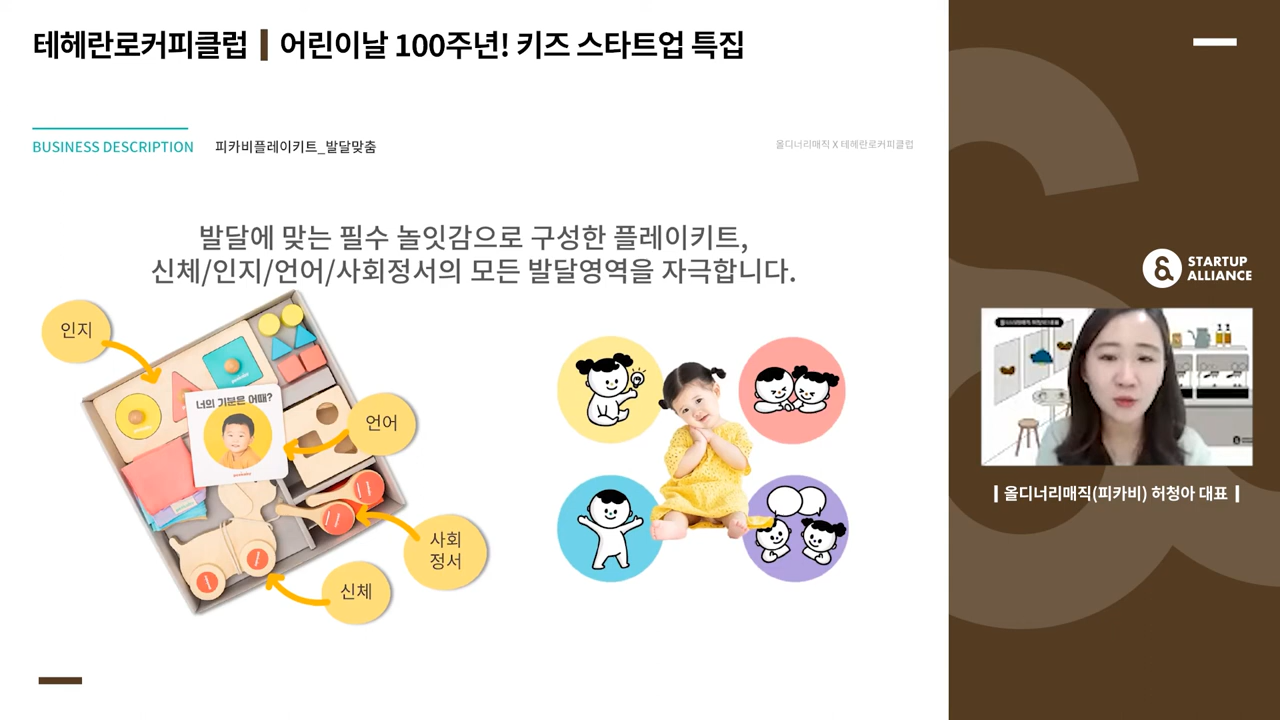 테헤란로커피클럽 | 어린이날 100주년! 키즈 스타트업 특집
BUSINESS DESCRIPTION 피카비플레이키트_발달맞춤
올디너리매직 X 테헤란로커피클럽
발달에 맞는 필수 놀잇감으로 구성한 플레이키트,
신체/인지/언어/사회정서의 모든 발달영역을 자극합니다.
인지
너의 기분은 어때?
언어
사회
정서
신체
STARTUP
ALLIANCE
| 올디너리매직(피카비) 허청아 대표 |